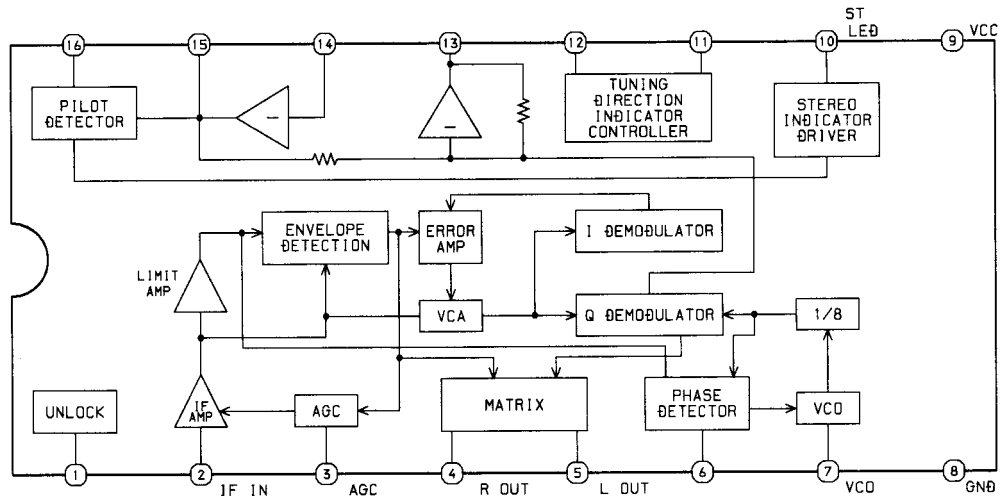 ST
LED
VCC
16
15
14
13
12
11
10
9
PILOT
DETECTOR
TUNING
DIRECTION
INDICATOR
CONTROLLER
STEREO
INDICATOR
DRIVER
ENVELOPE
DETECTION
ERROR
AMP
I DEMODULATOR
LIMIT
AMP
VCA
Q DEMODULATOR
1/8
UNLOCK
IF
AMP
AGC
MATRIX
PHASE
DETECTOR
VCO
1
2
3
4
5
6
7
8
IF IN
AGC
R OUT
L OUT
VCO
GND